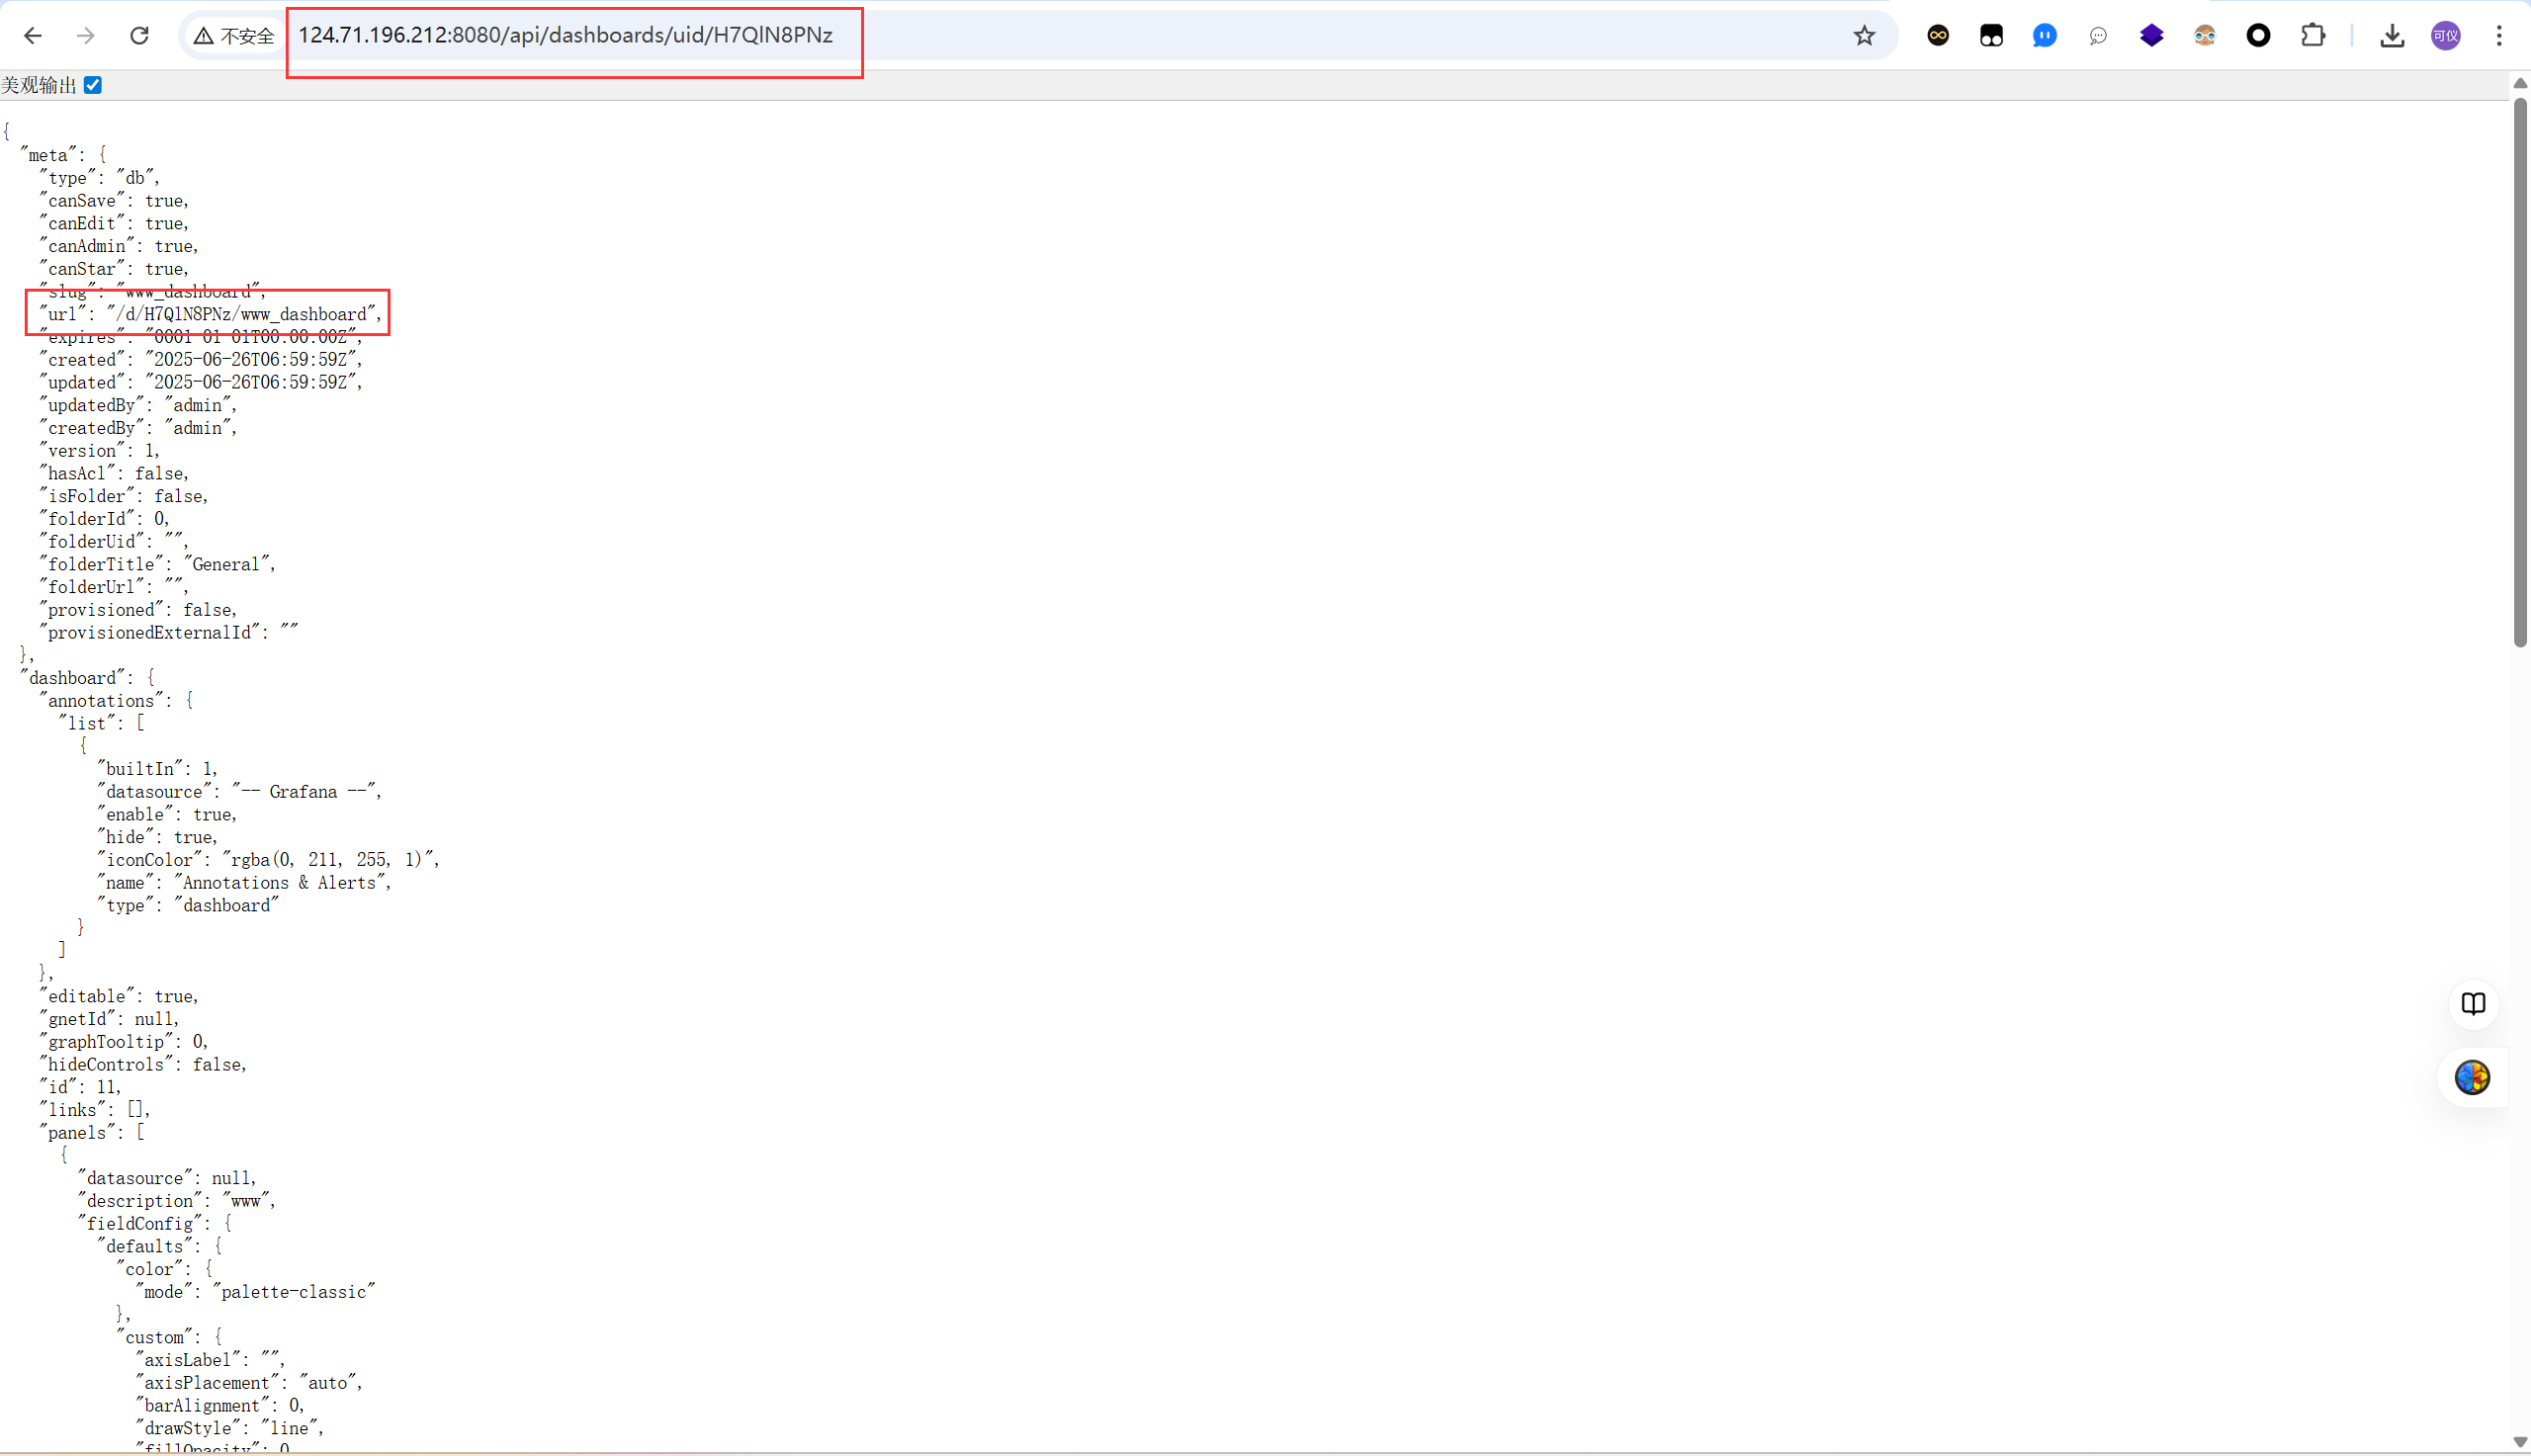 不安全 124.71.196.212:8080/api/dashboards/uid/H7QlN8PNz 可仪
美观输出
{
"meta": {
"type": "db",
"canSave": true,
"canEdit": true,
"canAdmin": true,
"canStar": true,
"slug": "www_dashboard",
"url": "/d/H7QlN8PNz/www_dashboard",
"expires": "0001-01-01T00:00:00Z",
"created": "2025-06-26T06:59:59Z",
"updated": "2025-06-26T06:59:59Z",
"updatedBy": "admin",
"createdBy": "admin",
"version": 1,
"hasAcl": false,
"isFolder": false,
"folderId": 0,
"folderUid": "",
"folderTitle": "General",
"folderUrl": "",
"provisioned": false,
"provisionedExternalId": ""
},
"dashboard": {
"annotations": {
"list": [
{
"builtIn": 1,
"datasource": "-- Grafana --",
"enable": true,
"hide": true,
"iconColor": "rgba(0, 211, 255, 1)",
"name": "Annotations & Alerts",
"type": "dashboard"
}
]
},
"editable": true,
"gnetId": null,
"graphTooltip": 0,
"hideControls": false,
"id": 11,
"links": [],
"panels": [
{
"datasource": null,
"description": "www",
"fieldConfig": {
"defaults": {
"color": {
"mode": "palette-classic"
},
"custom": {
"axisLabel": "",
"axisPlacement": "auto",
"barAlignment": 0,
"drawStyle": "line",
"fillOpacity": 0,